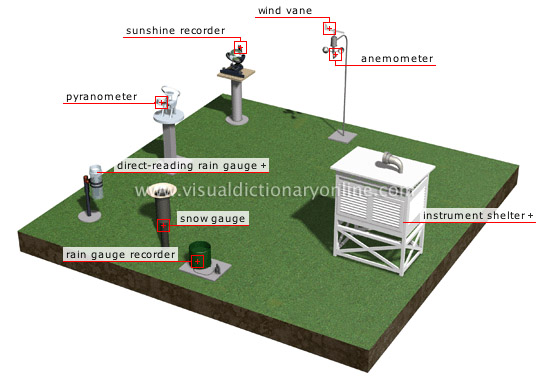 wind vane
sunshine recorder
anemometer
pyranometer
direct-reading rain gauge +
www.visualdictionaryonline.com
snow gauge
instrument shelter +
rain gauge recorder